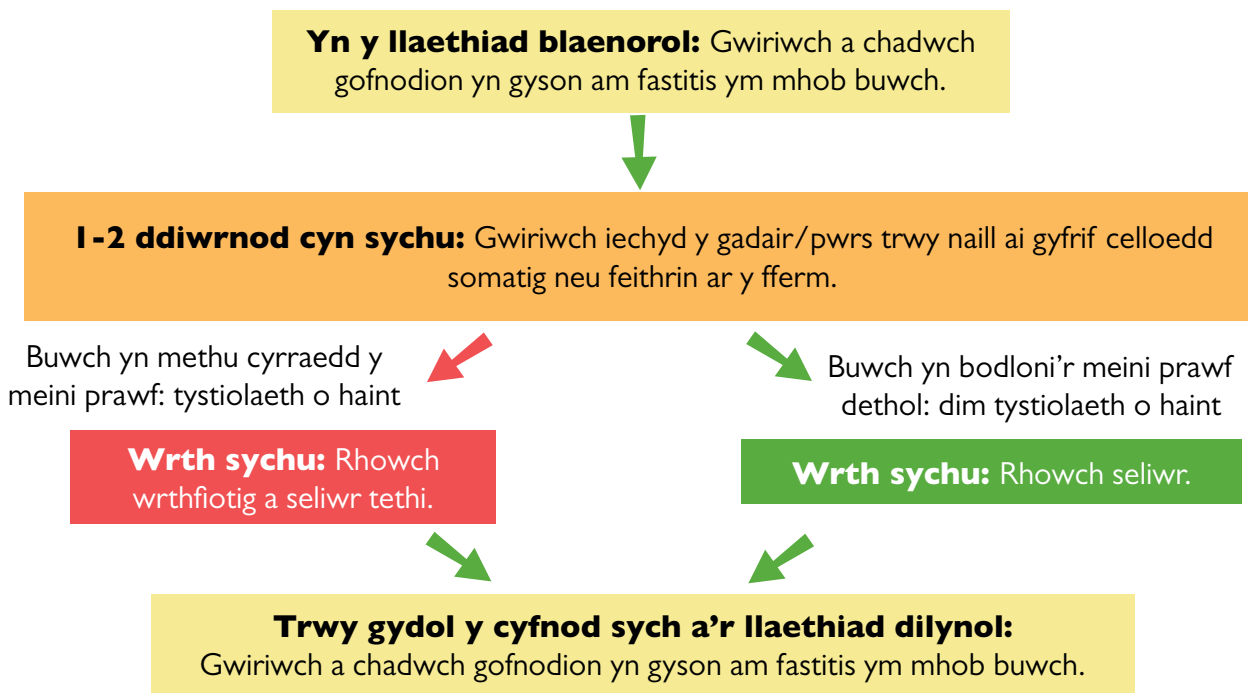 Yn y llaethiad blaenorol: Gwiriwch a chadwch
gofnodion yn gyson am fastitis ym mhob buwch.
1-2 ddiwrnod cyn sychu: Gwiriwch iechyd y gadair/pwrs trwy naill ai gyfrif celloedd
somatig neu feithrin ar y fferm.
Buwch yn methu cyrraedd y
meini prawf: tystiolaeth o haint
Buwch yn bodloni’r meini prawf
dethol: dim tystiolaeth o haint
Wrth sychu: Rhowch
wrthfiotig a seliwr tethi.
Wrth sychu: Rhowch seliwr.
Trwy gydol y cyfnod sych a’r llaethiad dilynol:
Gwiriwch a chadwch gofnodion yn gyson am fastitis ym mhob buwch.